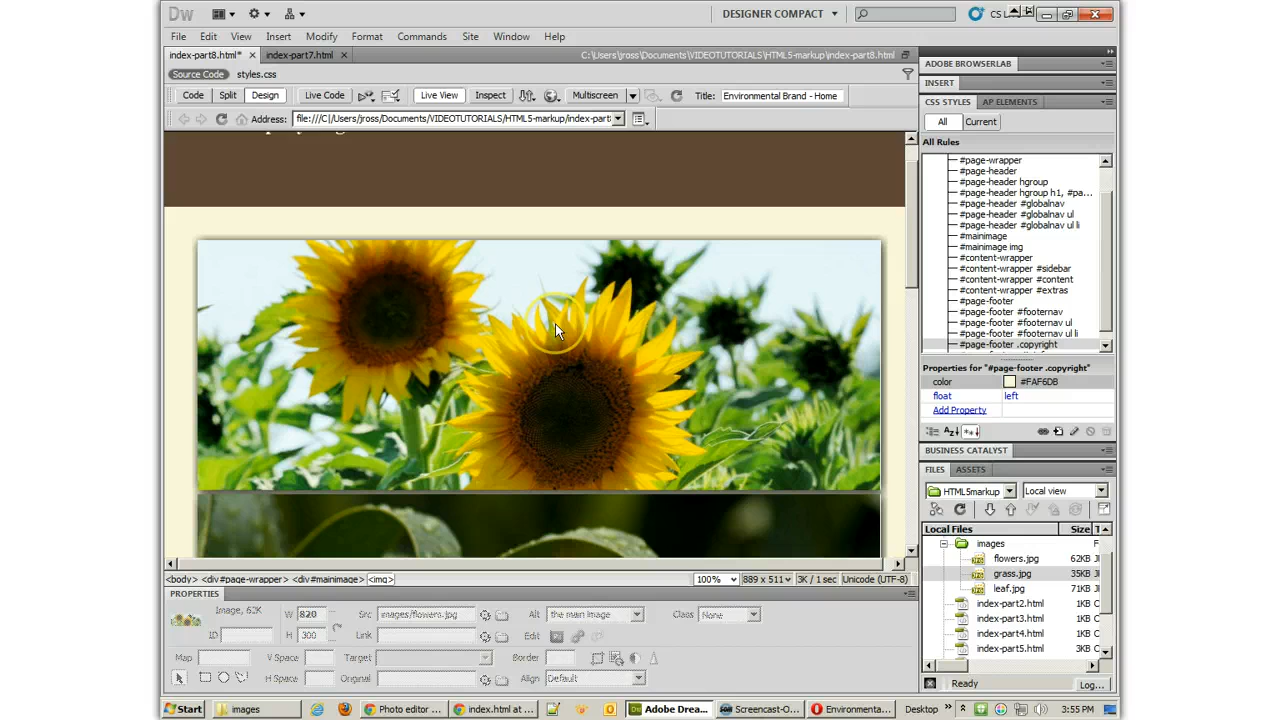 Dw DESIGNER COMPACT CS L
File Edit View Insert Modify Format Commands Site Window Help
index-part8.html* index-part7.html C:\Users\jross\Documents\VIDEOTUTORIALS\HTML5-markup\index-part8.html
Source Code styles.css
Code Split Design Live Code Live View Inspect Multiscreen Title: Environmental Brand - Home
Address: file:///C|/Users/jross/Documents/VIDEOTUTORIALS/HTML5-markup/index-part8
ADOBE BROWSERLAB
INSERT
CSS STYLES AP ELEMENTS
All Current
All Rules
#page-wrapper
#page-header
#page-header hgroup
#page-header hgroup h1, #pa...
#page-header #globalnav
#page-header #globalnav ul
#page-header #globalnav ul li
#mainimage
#mainimage img
#content-wrapper
#content-wrapper #sidebar
#content-wrapper #content
#content-wrapper #extras
#page-footer
#page-footer #footernav
#page-footer #footernav ul
#page-footer #footernav ul li
#page-footer .copyright
Properties for "#page-footer .copyright"
color #FAF6DB
float left
Add Property
BUSINESS CATALYST
FILES ASSETS
HTML5markup Local view
Local Files Size T
images F
flowers.jpg 62KB
grass.jpg 35KB
leaf.jpg 71KB
index-part2.html 1KB C
index-part3.html 1KB C
index-part4.html 1KB C
index-part5.html 3KB C
Ready Log...
<body> <div#page-wrapper> <div#mainimage> <img> 100% 889 x 511 3K / 1 sec Unicode (UTF-8)
PROPERTIES
Image, 62K W 820 Src images/flowers.jpg Alt the main image Class None
ID H 300 Link Edit
Map V Space Target Border
H Space Original Align Default
Start images Photo editor ... index.html at ... Adobe Drea... Screencast-O... Environmenta... Desktop 3:55 PM